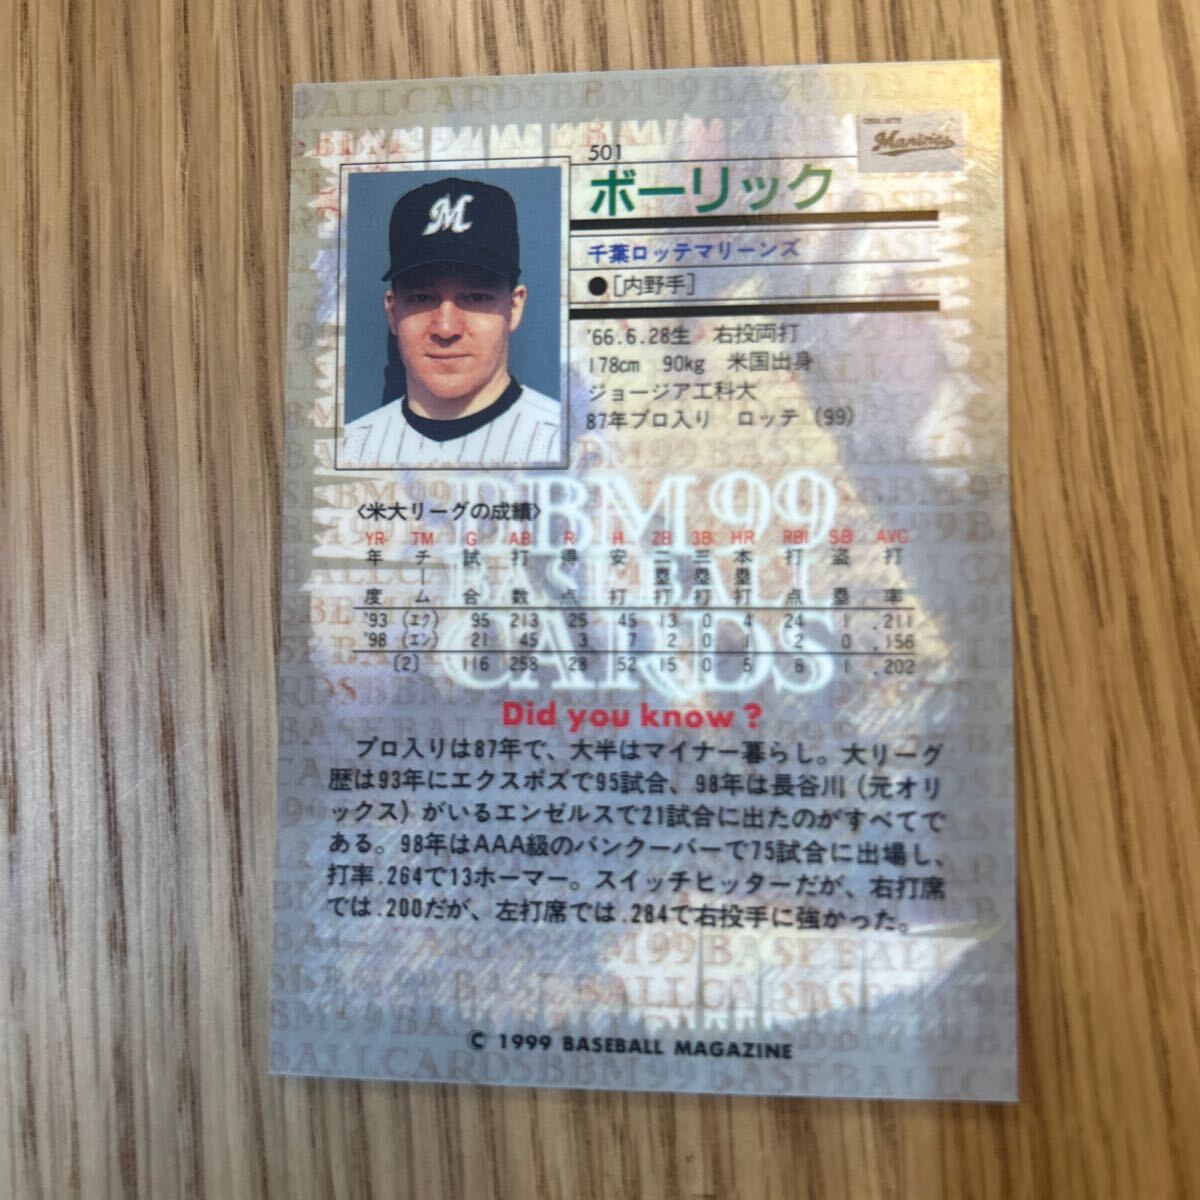 501
ボーリック
Marines
千葉ロッテマリーンズ
●[内野手]
'66.6.28生　右投両打
178cm　90kg　米国出身
ジョージア工科大
87年プロ入り　ロッテ（99）
M
BBM 99
BASEBALL
CARDS
〈米大リーグの成績〉
YR TM G AB R H 2B 3B HR RBI SB AVG
年度 チーム 試合 打数 得点 安打 二塁打 三塁打 本塁打 打点 盗塁 打率
'93 (エク) 95 213 25 45 13 0 4 24 1 .211
'98 (エン) 21 45 3 7 2 0 1 2 0 .156
〔2〕 116 258 28 52 15 0 5 6 1 .202
Did you know?
プロ入りは87年で、大半はマイナー暮らし。大リーグ
歴は93年にエクスポズで95試合、98年は長谷川（元オリ
ックス）がいるエンゼルスで21試合に出たのがすべてで
ある。98年はAAA級のバンクーバーで75試合に出場し、
打率.264で13ホーマー。スイッチヒッターだが、右打席
では.200だが、左打席では.284で右投手に強かった。
© 1999 BASEBALL MAGAZINE